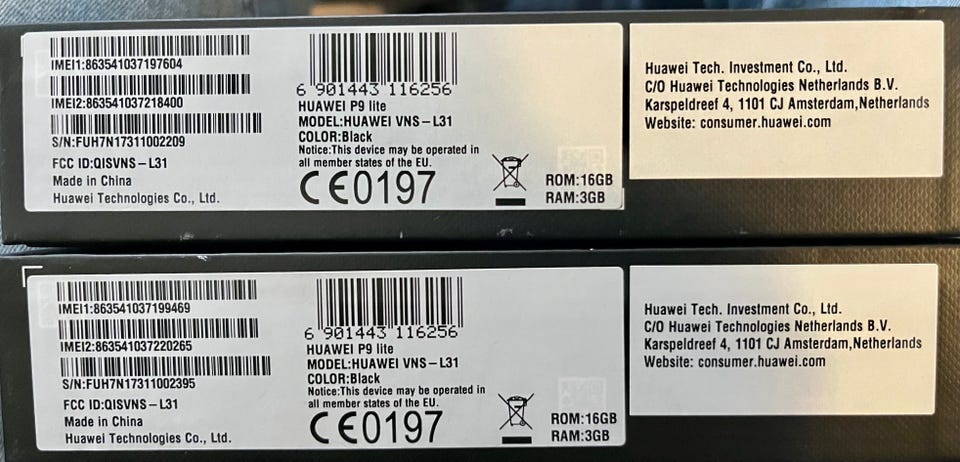 IMEI1:863541037197604
IMEI2:863541037218400
S/N:FUH7N17311002209
FCC ID:QISVNS-L31
Made in China
Huawei Technologies Co., Ltd.
6 901443 116256
HUAWEI P9 lite
MODEL:HUAWEI VNS-L31
COLOR:Black
Notice:This device may be operated in
all member states of the EU.
CE0197
ROM:16GB
RAM:3GB
Huawei Tech. Investment Co., Ltd.
C/O Huawei Technologies Netherlands B.V.
Karspeldreef 4, 1101 CJ Amsterdam,Netherlands
Website: consumer.huawei.com
IMEI1:863541037199469
IMEI2:863541037220265
S/N:FUH7N17311002395
FCC ID:QISVNS-L31
Made in China
Huawei Technologies Co., Ltd.
6 901443 116256
HUAWEI P9 lite
MODEL:HUAWEI VNS-L31
COLOR:Black
Notice:This device may be operated in
all member states of the EU.
CE0197
ROM:16GB
RAM:3GB
Huawei Tech. Investment Co., Ltd.
C/O Huawei Technologies Netherlands B.V.
Karspeldreef 4, 1101 CJ Amsterdam,Netherlands
Website: consumer.huawei.com